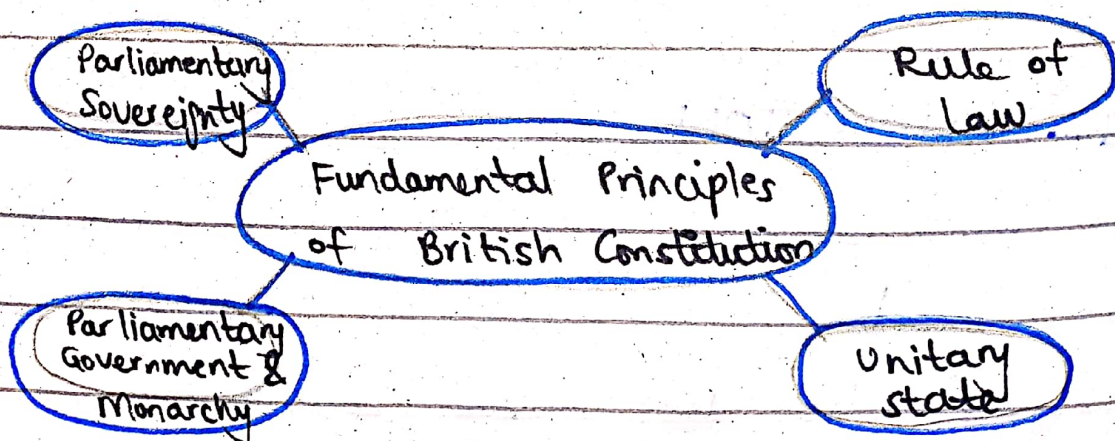 Parliamentary
Sovereignty
Rule of
Law
Fundamental Principles
of British Constitution
Parliamentary
Government &
Monarchy
Unitary
state